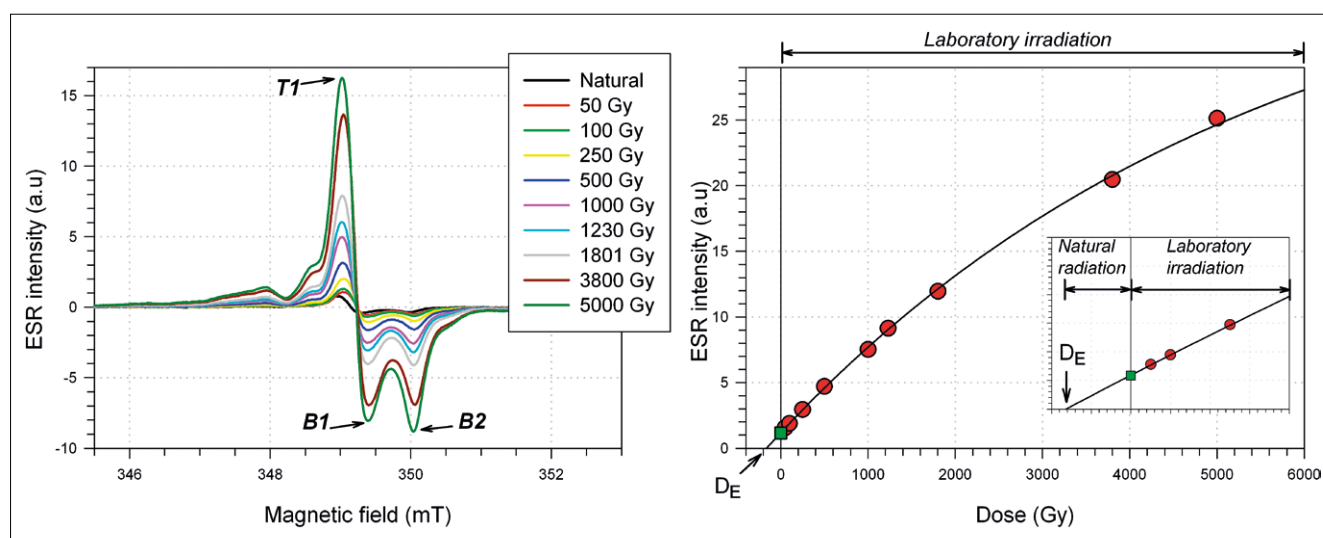 15
10
5
0
-5
-10
346
348
350
352
ESR intensity (a.u)
Magnetic field (mT)
T1
B1
B2
Natural
50 Gy
100 Gy
250 Gy
500 Gy
1000 Gy
1230 Gy
1801 Gy
3800 Gy
5000 Gy
Laboratory irradiation
25
20
15
10
5
0
0
1000
2000
3000
4000
5000
6000
ESR intensity (a.u)
Dose (Gy)
DE
Natural
radiation
Laboratory
irradiation
DE